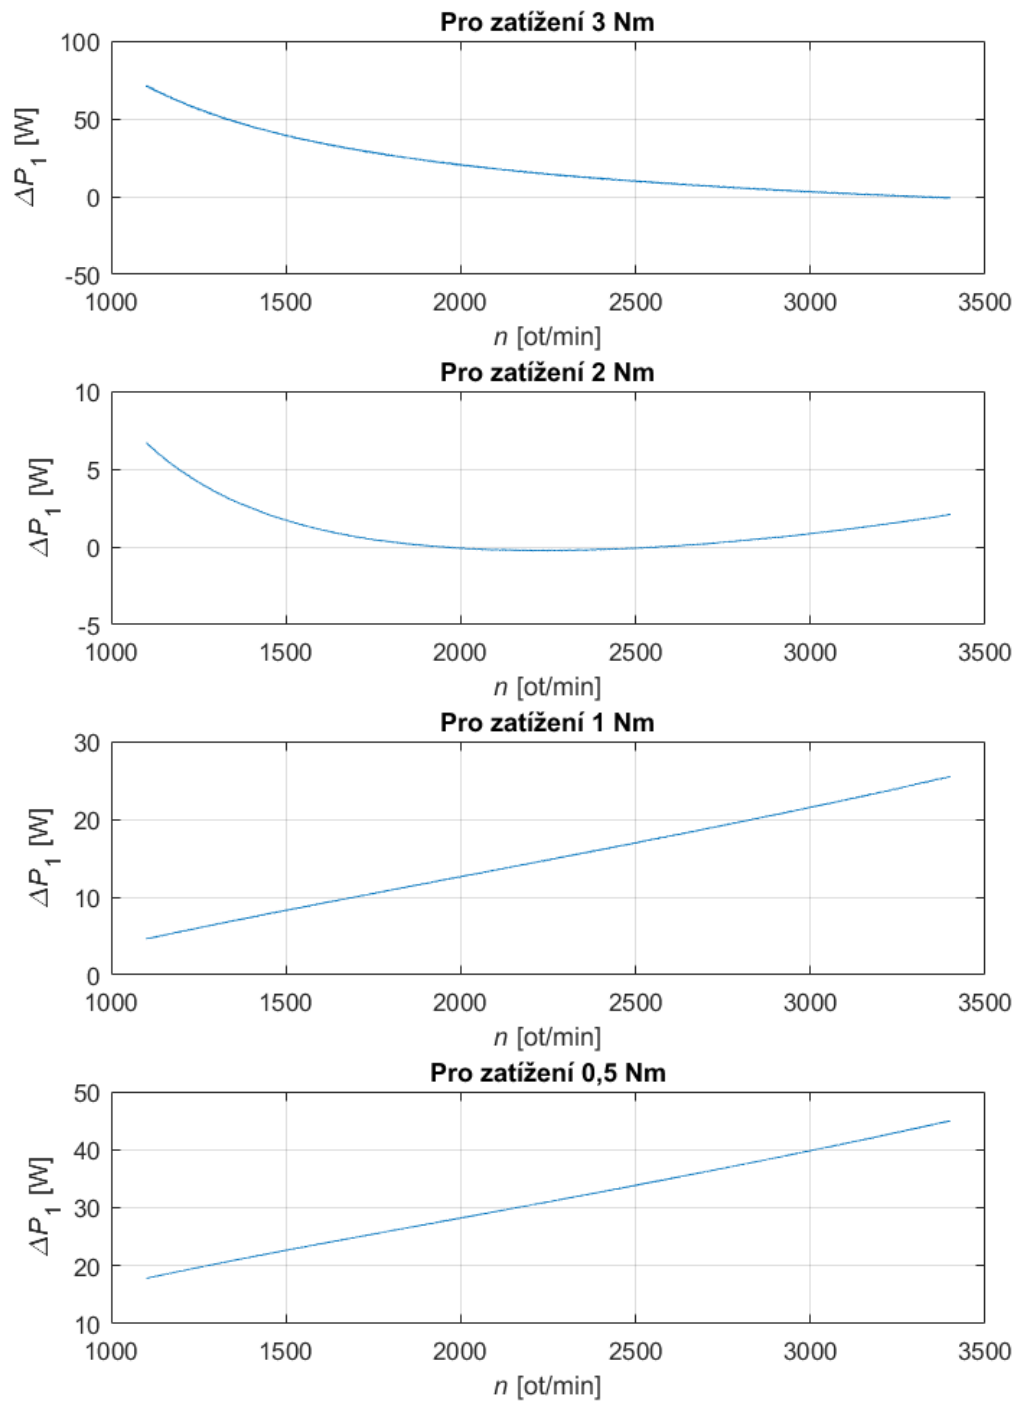 Pro zatížení 3 Nm
100
50
0
-50
ΔP1 [W]
1000 1500 2000 2500 3000 3500
n [ot/min]
Pro zatížení 2 Nm
10
5
0
-5
ΔP1 [W]
1000 1500 2000 2500 3000 3500
n [ot/min]
Pro zatížení 1 Nm
30
20
10
0
ΔP1 [W]
1000 1500 2000 2500 3000 3500
n [ot/min]
Pro zatížení 0,5 Nm
50
40
30
20
10
ΔP1 [W]
1000 1500 2000 2500 3000 3500
n [ot/min]